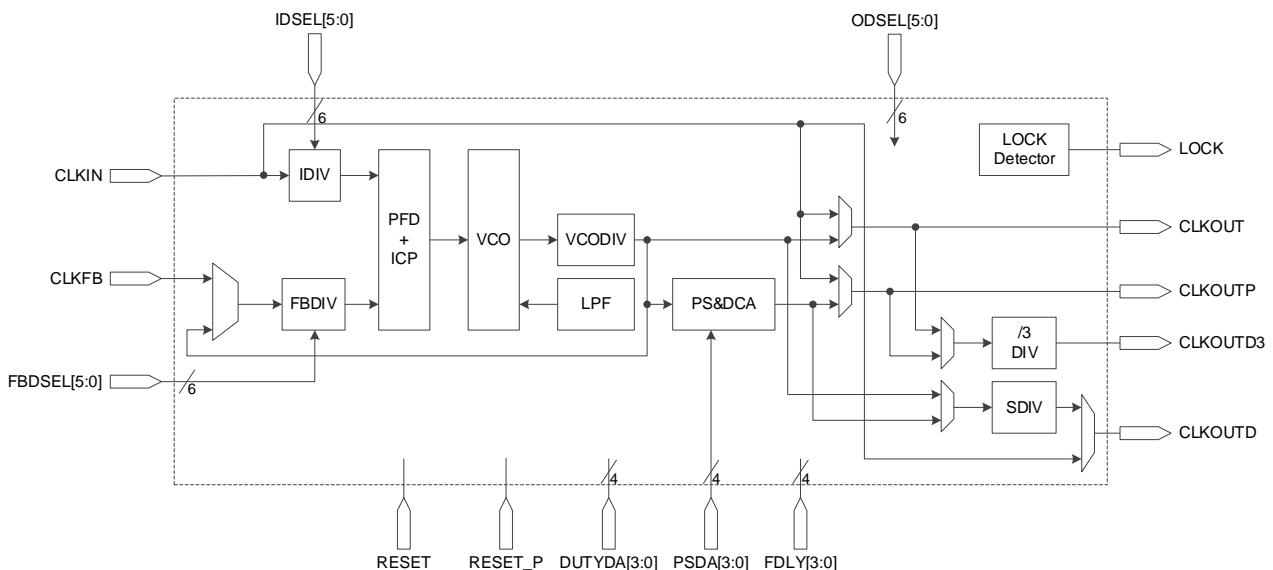 IDSEL[5:0]
ODSEL[5:0]
6
6
LOCK
Detector
LOCK
CLKIN
IDIV
PFD
+
ICP
VCO
VCODIV
CLKOUT
CLKFB
FBDIV
LPF
PS&DCA
CLKOUTP
/3
DIV
CLKOUTD3
FBDSEL[5:0]
6
SDIV
CLKOUTD
4
4
4
RESET
RESET_P
DUTYDA[3:0]
PSDA[3:0]
FDLY[3:0]